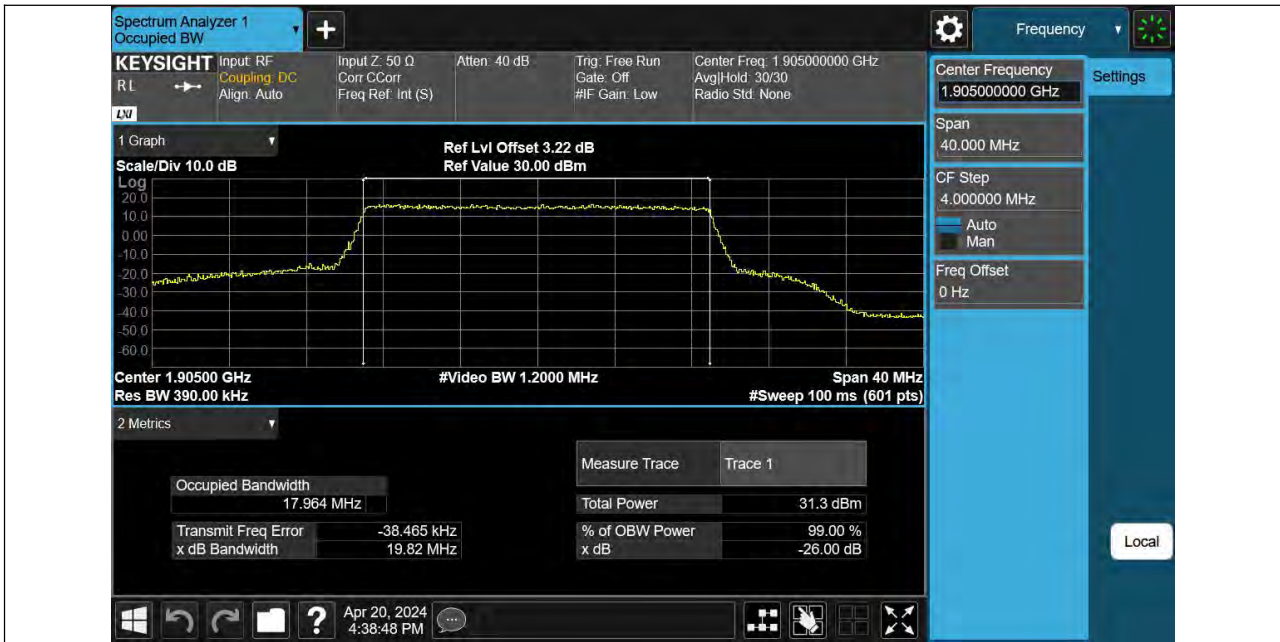 Spectrum Analyzer 1
Occupied BW
+
Frequency
KEYSIGHT
RL
LXI
Input: RF
Coupling: DC
Align: Auto
Input Z: 50 Ω
Corr CCorr
Freq Ref: Int (S)
Atten: 40 dB
Trig: Free Run
Gate: Off
#IF Gain: Low
Center Freq: 1.905000000 GHz
Avg|Hold: 30/30
Radio Std: None
Center Frequency
1.905000000 GHz
Settings
Span
40.000 MHz
CF Step
4.000000 MHz
Auto
Man
Freq Offset
0 Hz
Local
1 Graph
Scale/Div 10.0 dB
Ref Lvl Offset 3.22 dB
Ref Value 30.00 dBm
Log
20.0
10.0
0.00
-10.0
-20.0
-30.0
-40.0
-50.0
-60.0
Center 1.90500 GHz
#Video BW 1.2000 MHz
Span 40 MHz
Res BW 390.00 kHz
#Sweep 100 ms (601 pts)
2 Metrics
Measure Trace
Trace 1
Occupied Bandwidth
17.964 MHz
Total Power
31.3 dBm
Transmit Freq Error
-38.465 kHz
% of OBW Power
99.00 %
x dB Bandwidth
19.82 MHz
x dB
-26.00 dB
?
Apr 20, 2024
4:38:48 PM